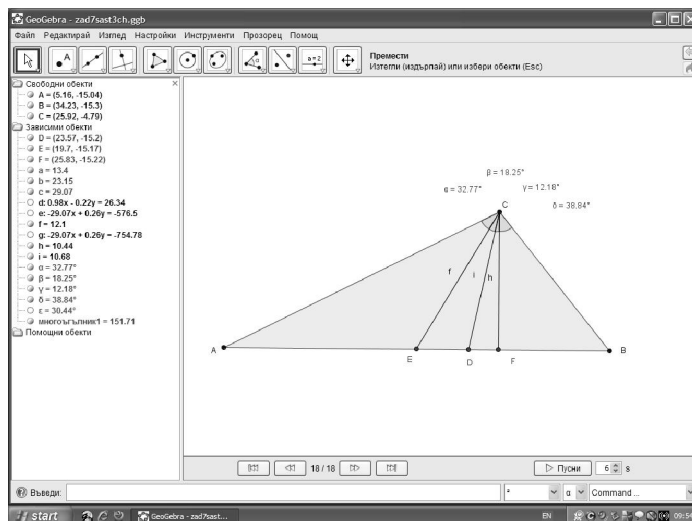 GeoGebra - zad7sast3ch.ggb
Файл Редактирай Изглед Настройки Инструменти Прозорец Помощ
A
α
a=2
Премести
Изтегли (издърпай) или избери обекти (Esc)
Свободни обекти
A = (5.16, -15.04)
B = (34.23, -15.3)
C = (25.92, -4.79)
Зависими обекти
D = (23.57, -15.2)
E = (19.7, -15.17)
F = (25.83, -15.22)
a = 13.4
b = 23.15
c = 29.07
d: 0.98x - 0.22y = 26.34
e: -29.07x + 0.26y = -576.5
f = 12.1
g: -29.07x + 0.26y = -754.78
h = 10.44
i = 10.68
α = 32.77°
β = 18.25°
γ = 12.18°
δ = 38.84°
ε = 30.44°
многоъгълник1 = 151.71
Помощни обекти
β = 18.25°
α = 32.77°
γ = 12.18°
δ = 38.84°
C
f
i
h
A
E
D
F
B
18 / 18
Пусни
6
s
Въведи:
²
α
Command ...
start
GeoGebra - zad7sast...
EN
09:54